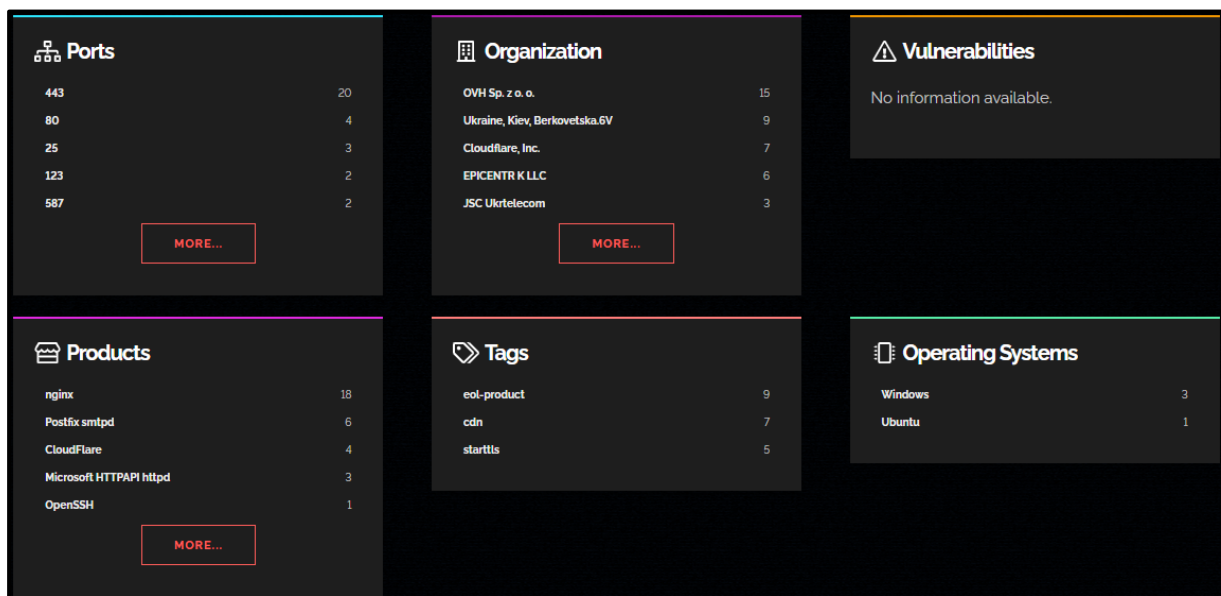 Ports
443 20
80 4
25 3
123 2
587 2
MORE...
Organization
OVH Sp. z o. o. 15
Ukraine, Kiev, Berkovetska.6V 9
Cloudflare, Inc. 7
EPICENTR K LLC 6
JSC Ukrtelecom 3
MORE...
Vulnerabilities
No information available.
Products
nginx 18
Postfix smtpd 6
CloudFlare 4
Microsoft HTTPAPI httpd 3
OpenSSH 1
MORE...
Tags
eol-product 9
cdn 7
starttls 5
Operating Systems
Windows 3
Ubuntu 1